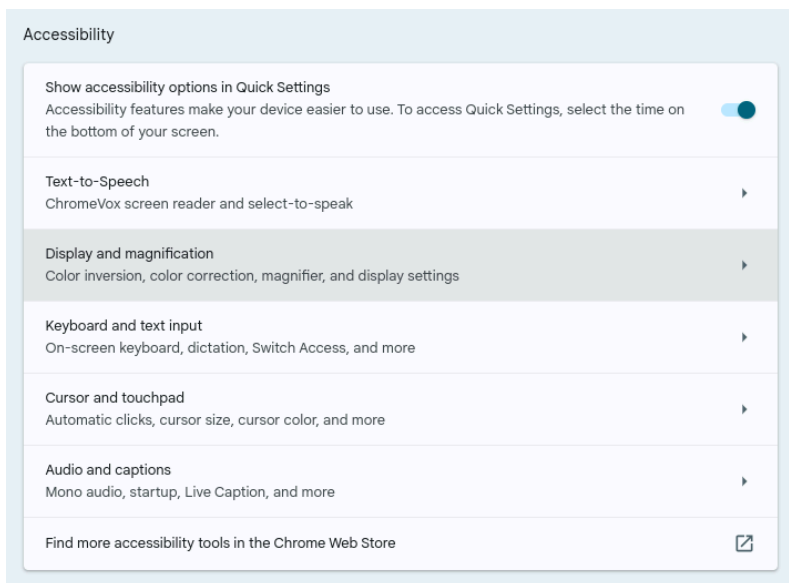 Accessibility
Show accessibility options in Quick Settings
Accessibility features make your device easier to use. To access Quick Settings, select the time on
the bottom of your screen.
Text-to-Speech
ChromeVox screen reader and select-to-speak
Display and magnification
Color inversion, color correction, magnifier, and display settings
Keyboard and text input
On-screen keyboard, dictation, Switch Access, and more
Cursor and touchpad
Automatic clicks, cursor size, cursor color, and more
Audio and captions
Mono audio, startup, Live Caption, and more
Find more accessibility tools in the Chrome Web Store